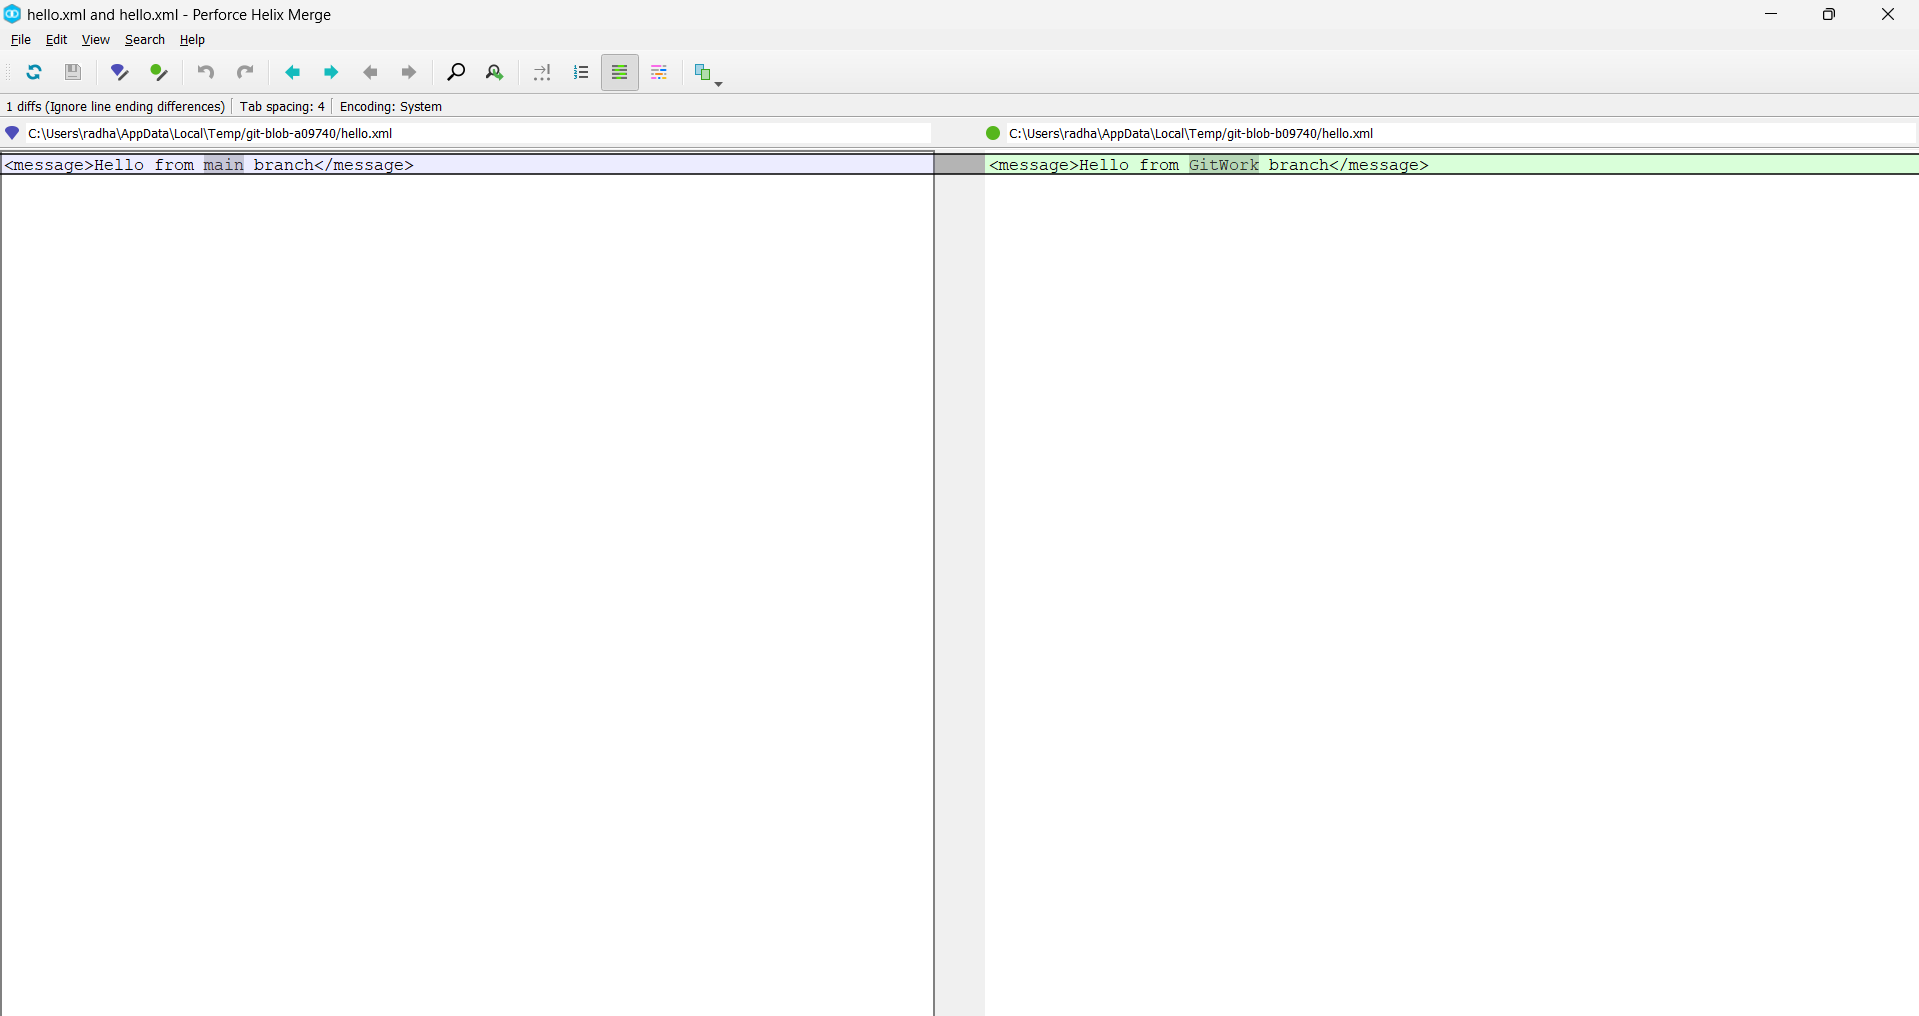 hello.xml and hello.xml - Perforce Helix Merge
File Edit View Search Help
1 diffs (Ignore line ending differences) Tab spacing: 4 Encoding: System
C:\Users\radha\AppData\Local\Temp/git-blob-a09740/hello.xml
C:\Users\radha\AppData\Local\Temp/git-blob-b09740/hello.xml
<message>Hello from main branch</message>
<message>Hello from GitWork branch</message>